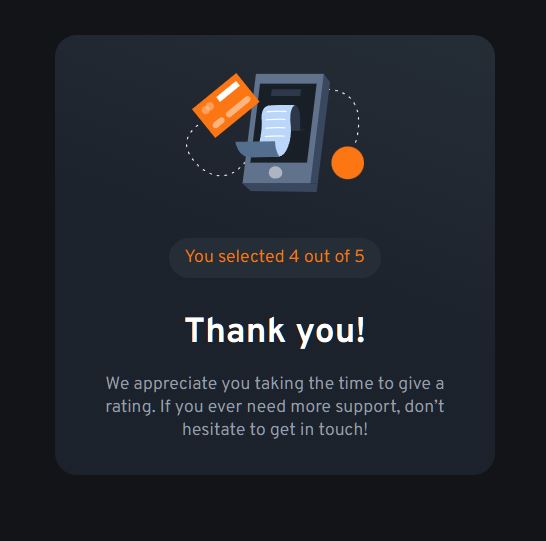 You selected 4 out of 5
Thank you!
We appreciate you taking the time to give a
rating. If you ever need more support, don’t
hesitate to get in touch!